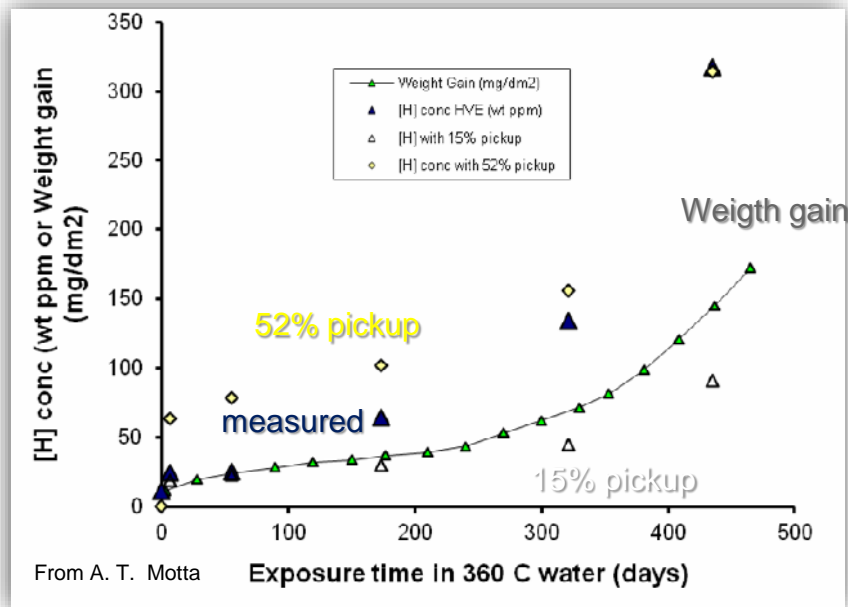 350
300
250
200
150
100
50
0
[H] conc (wt ppm or Weight gain
(mg/dm2)
Weight Gain (mg/dm2)
[H] conc HVE (wt ppm)
[H] with 15% pickup
[H] conc with 52% pickup
Weigth gain
52% pickup
measured
15% pickup
0 100 200 300 400 500
From A. T. Motta
Exposure time in 360 C water (days)